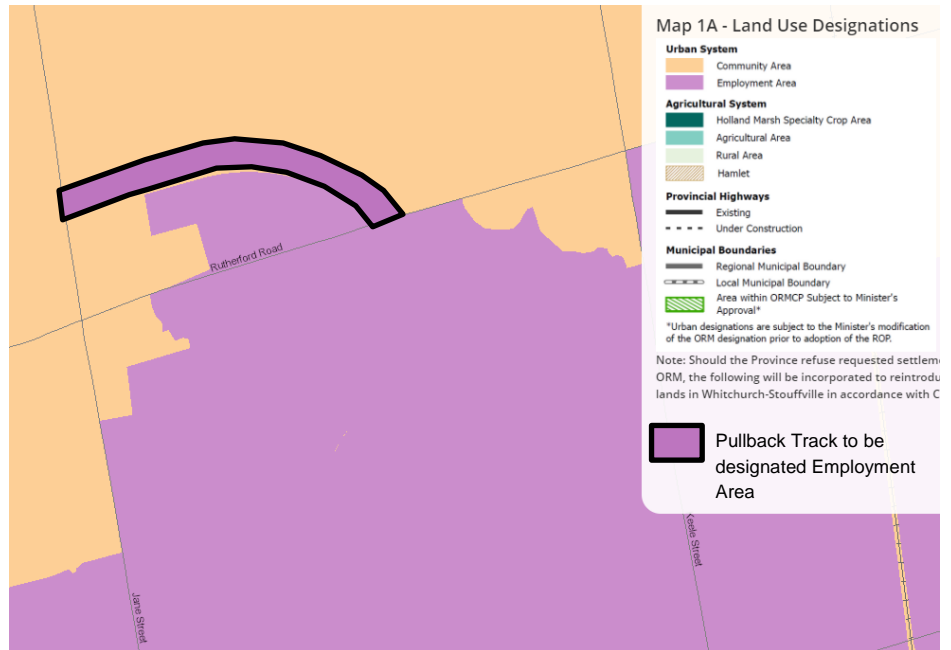 Map 1A - Land Use Designations
Urban System
Community Area
Employment Area
Agricultural System
Holland Marsh Specialty Crop Area
Agricultural Area
Rural Area
Hamlet
Provincial Highways
Existing
Under Construction
Municipal Boundaries
Regional Municipal Boundary
Local Municipal Boundary
Area within ORMCP Subject to Minister's
Approval*
*Urban designations are subject to the Minister's modification
of the ORM designation prior to adoption of the ROP.
Note: Should the Province refuse requested settleme
ORM, the following will be incorporated to reintrodu
lands in Whitchurch-Stouffville in accordance with C
Pullback Track to be
designated Employment
Area
Rutherford Road
Keele Street
Jane Street